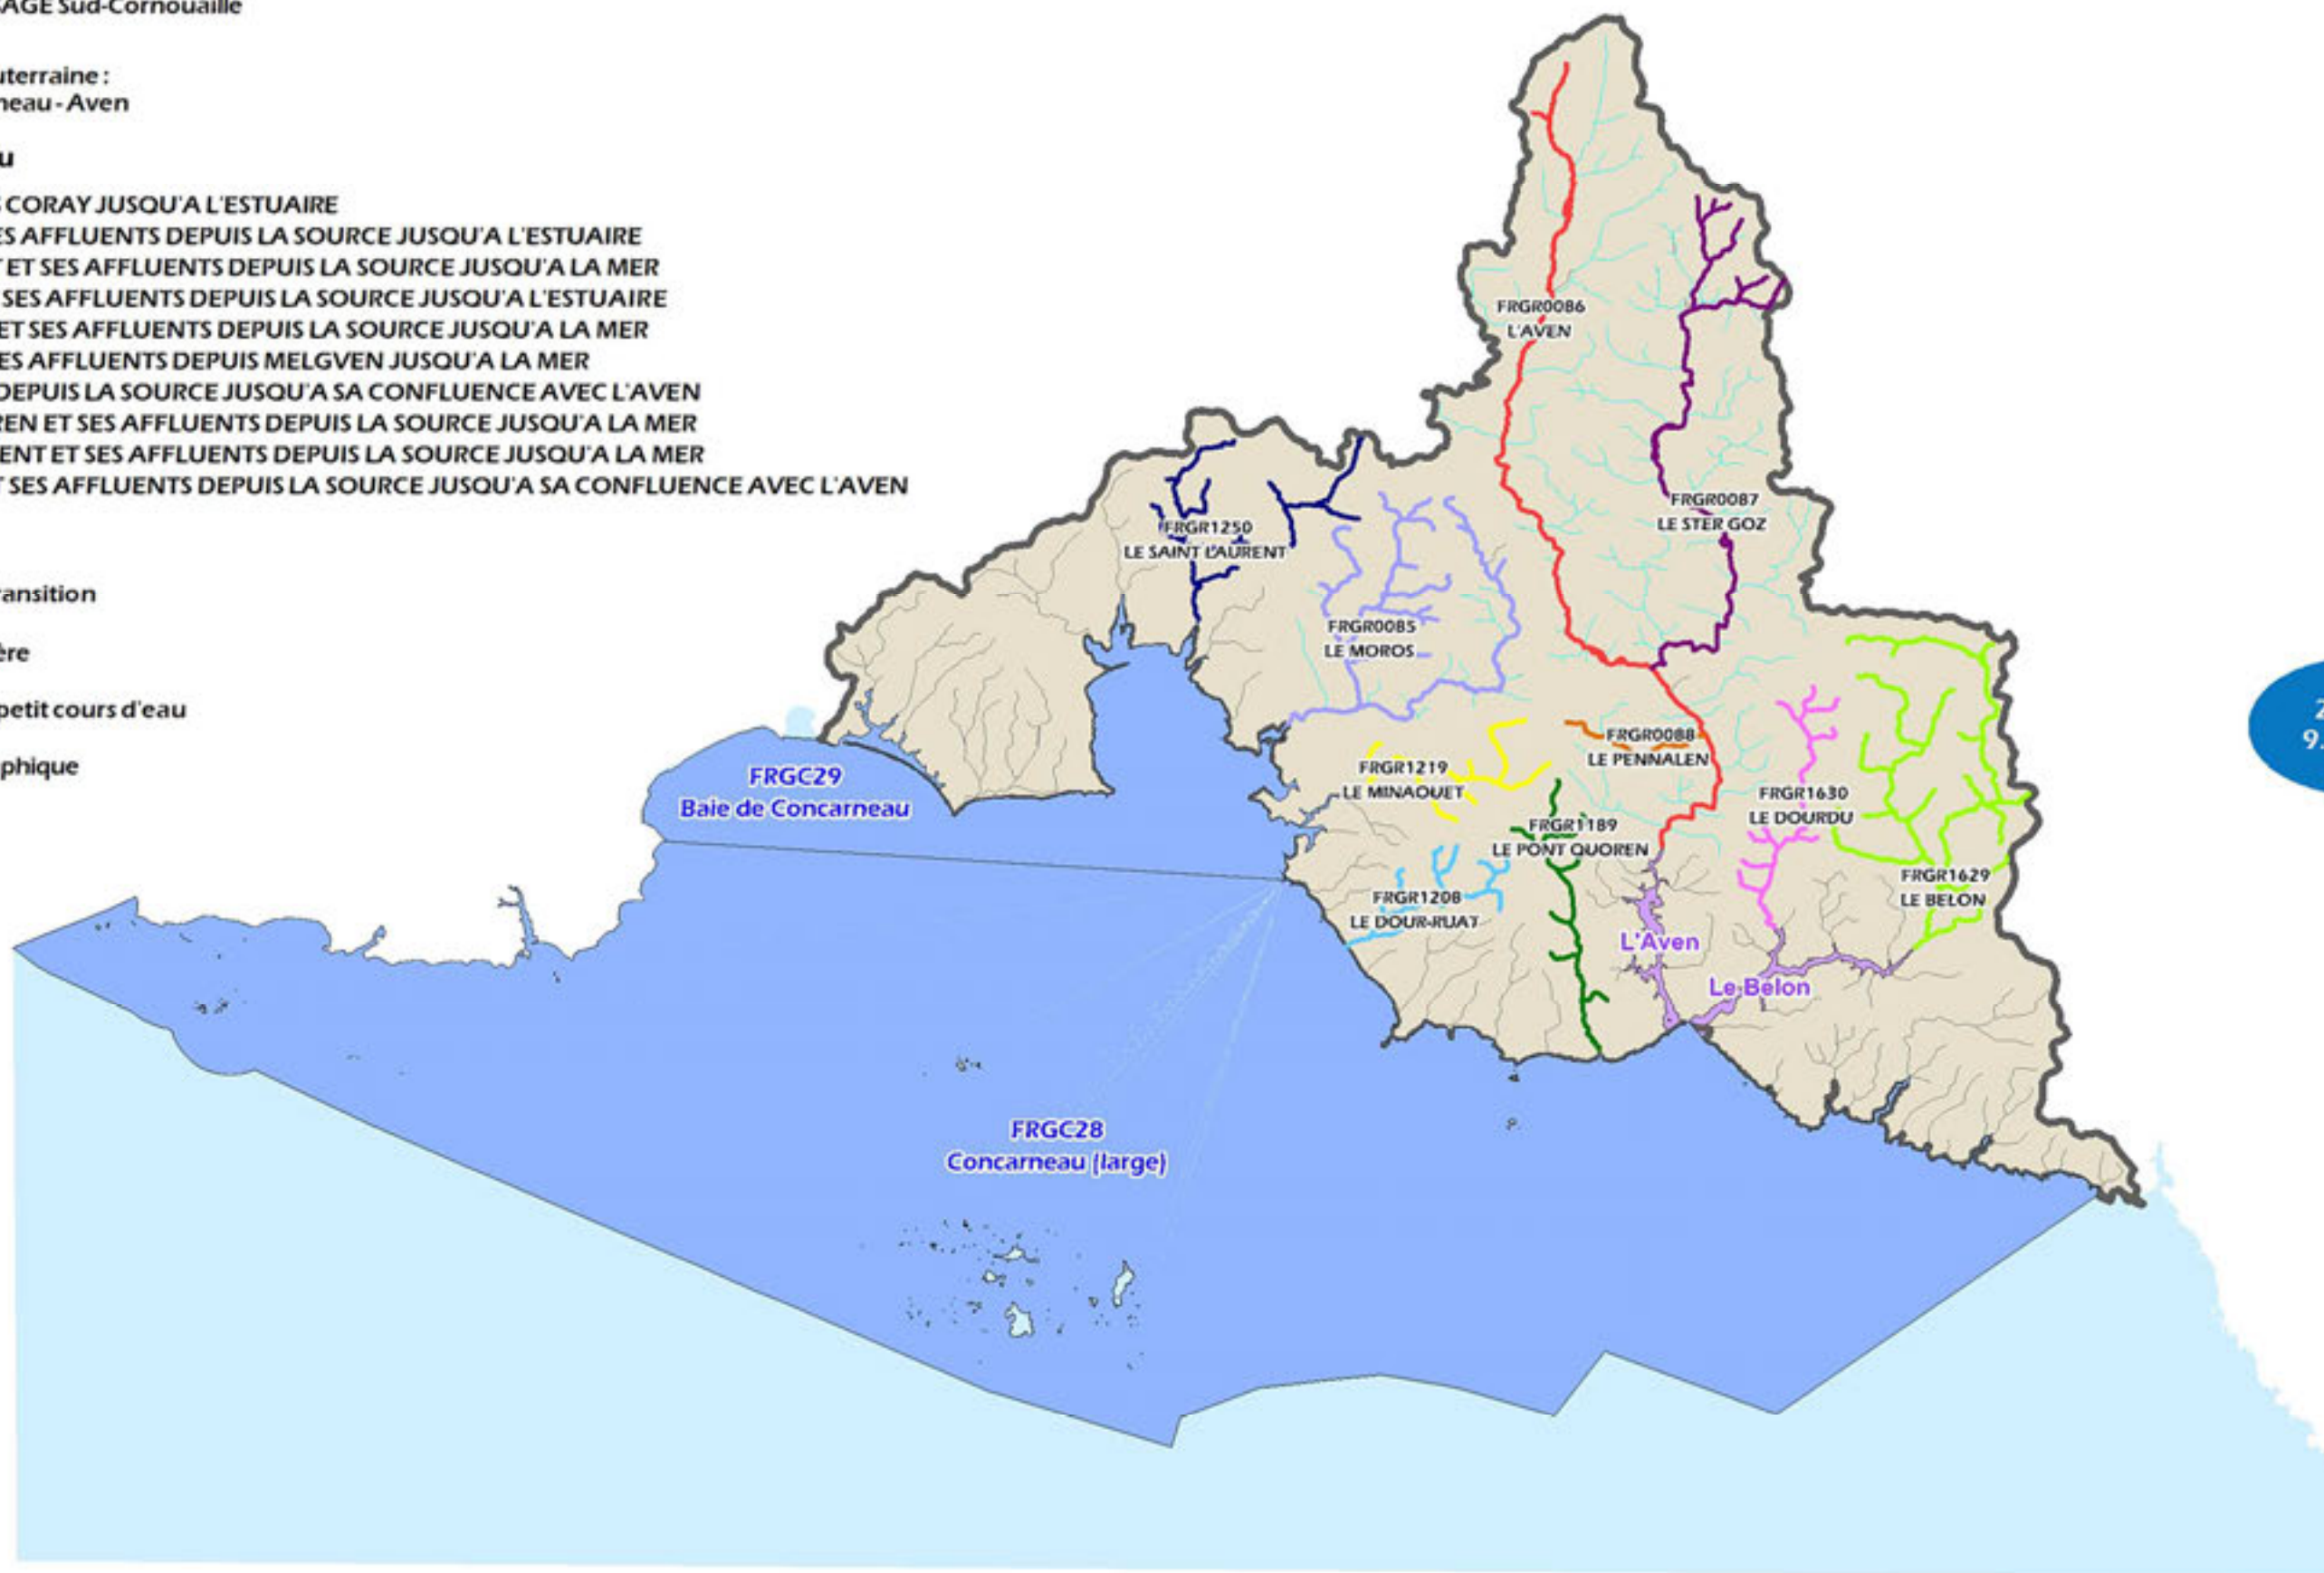 SAGE Sud-Cornouaille
uterraine :
neau - Aven
u
CORAY JUSQU'A L'ESTUAIRE
ES AFFLUENTS DEPUIS LA SOURCE JUSQU'A L'ESTUAIRE
T ET SES AFFLUENTS DEPUIS LA SOURCE JUSQU'A LA MER
SES AFFLUENTS DEPUIS LA SOURCE JUSQU'A L'ESTUAIRE
ET SES AFFLUENTS DEPUIS LA SOURCE JUSQU'A LA MER
ES AFFLUENTS DEPUIS MELGVEN JUSQU'A LA MER
DEPUIS LA SOURCE JUSQU'A SA CONFLUENCE AVEC L'AVEN
REN ET SES AFFLUENTS DEPUIS LA SOURCE JUSQU'A LA MER
ENT ET SES AFFLUENTS DEPUIS LA SOURCE JUSQU'A LA MER
T SES AFFLUENTS DEPUIS LA SOURCE JUSQU'A SA CONFLUENCE AVEC L'AVEN
ransition
ère
petit cours d'eau
phique
FRGR0086
L'AVEN
FRGR0087
LE STER GOZ
FRGR1250
LE SAINT LAURENT
FRGR0085
LE MOROS
FRGR0088
LE PENNALEN
FRGR1219
LE MINAOUET
FRGR1630
LE DOURDU
FRGR1189
LE PONT QUOREN
FRGR1629
LE BELON
FRGR1208
LE DOUR-RUAT
L'Aven
Le Belon
FRGC29
Baie de Concarneau
FRGC28
Concarneau (large)
2
9.